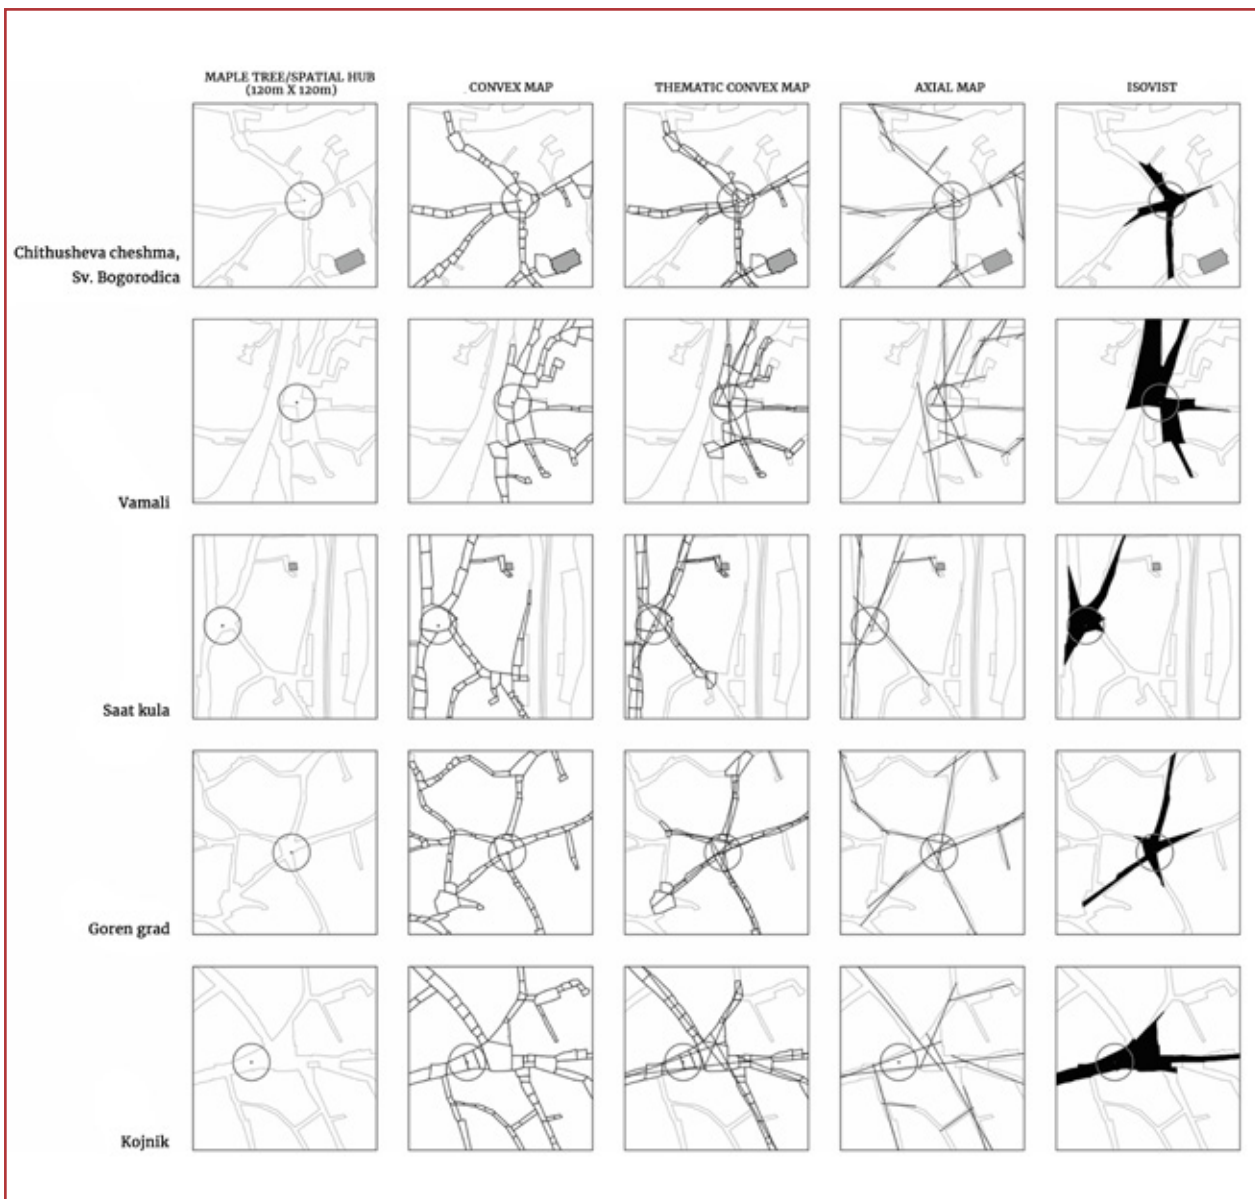 MAPLE TREE/SPATIAL HUB
(120m X 120m)
CONVEX MAP
THEMATIC CONVEX MAP
AXIAL MAP
ISOVIST
Chithusheva cheshma,
Sv. Bogorodica
Vamali
Saat kula
Goren grad
Kojnik